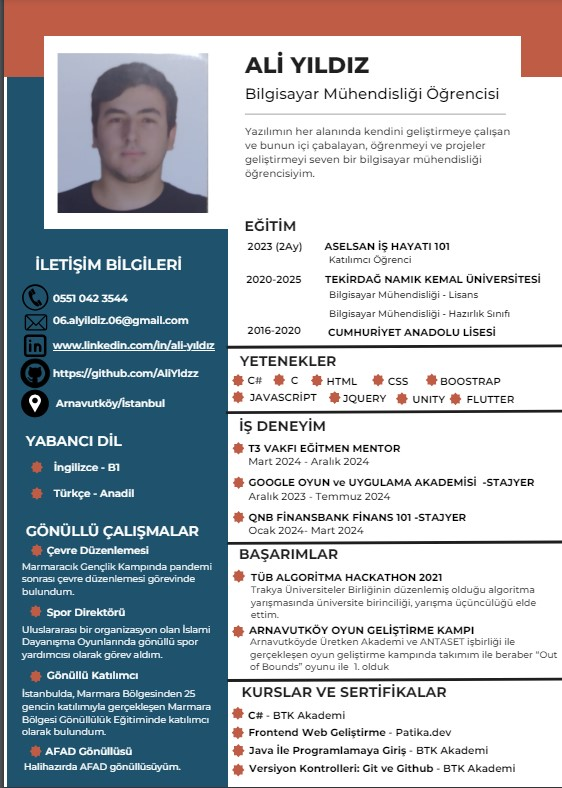 ALİ YILDIZ
Bilgisayar Mühendisliği Öğrencisi
Yazılımın her alanında kendini geliştirmeye çalışan
ve bunun içi çabalayan, öğrenmeyi ve projeler
geliştirmeyi seven bir bilgisayar mühendisliği
öğrencisiyim.
İLETİŞİM BİLGİLERİ
0551 042 3544
06.alyildiz.06@gmail.com
www.linkedin.com/in/ali-yıldız
https://github.com/AliYldzz
Arnavutköy/İstanbul
YABANCI DİL
İngilizce - B1
Türkçe - Anadil
GÖNÜLLÜ ÇALIŞMALAR
Çevre Düzenlemesi
Marmaracık Gençlik Kampında pandemi
sonrası çevre düzenlemesi görevinde
bulundum.
Spor Direktörü
Uluslararası bir organizasyon olan İslami
Dayanışma Oyunlarında gönüllü spor
yardımcısı olarak görev aldım.
Gönüllü Katılımcı
İstanbulda, Marmara Bölgesinden 25
gencin katılımıyla gerçekleşen Marmara
Bölgesi Gönüllülük Eğitiminde katılımcı
olarak bulundum.
AFAD Gönüllüsü
Halihazırda AFAD gönüllüsüyüm.
EĞİTİM
2023 (2Ay) ASELSAN İŞ HAYATI 101
Katılımcı Öğrenci
2020-2025 TEKİRDAĞ NAMIK KEMAL ÜNİVERSİTESİ
Bilgisayar Mühendisliği - Lisans
Bilgisayar Mühendisliği - Hazırlık Sınıfı
2016-2020 CUMHURİYET ANADOLU LİSESİ
YETENEKLER
C# C HTML CSS BOOSTRAP
JAVASCRİPT JQUERY UNITY FLUTTER
İŞ DENEYİM
T3 VAKFI EĞİTMEN MENTOR
Mart 2024 - Aralık 2024
GOOGLE OYUN ve UYGULAMA AKADEMİSİ -STAJYER
Aralık 2023 - Temmuz 2024
QNB FİNANSBANK FİNANS 101 -STAJYER
Ocak 2024- Mart 2024
BAŞARIMLAR
TÜB ALGORİTMA HACKATHON 2021
Trakya Üniversiteler Birliğinin düzenlemiş olduğu algoritma
yarışmasında üniversite birinciliği, yarışma üçüncülüğü elde
ettim.
ARNAVUTKÖY OYUN GELİŞTİRME KAMPI
Arnavutköyde Üretken Akademi ve ANTASET işbirliği ile
gerçekleşen oyun geliştirme kampında takımım ile beraber “Out
of Bounds” oyunu ile 1. olduk
KURSLAR VE SERTİFİKALAR
C# - BTK Akademi
Frontend Web Geliştirme - Patika.dev
Java İle Programlamaya Giriş - BTK Akademi
Versiyon Kontrolleri: Git ve Github - BTK Akademi